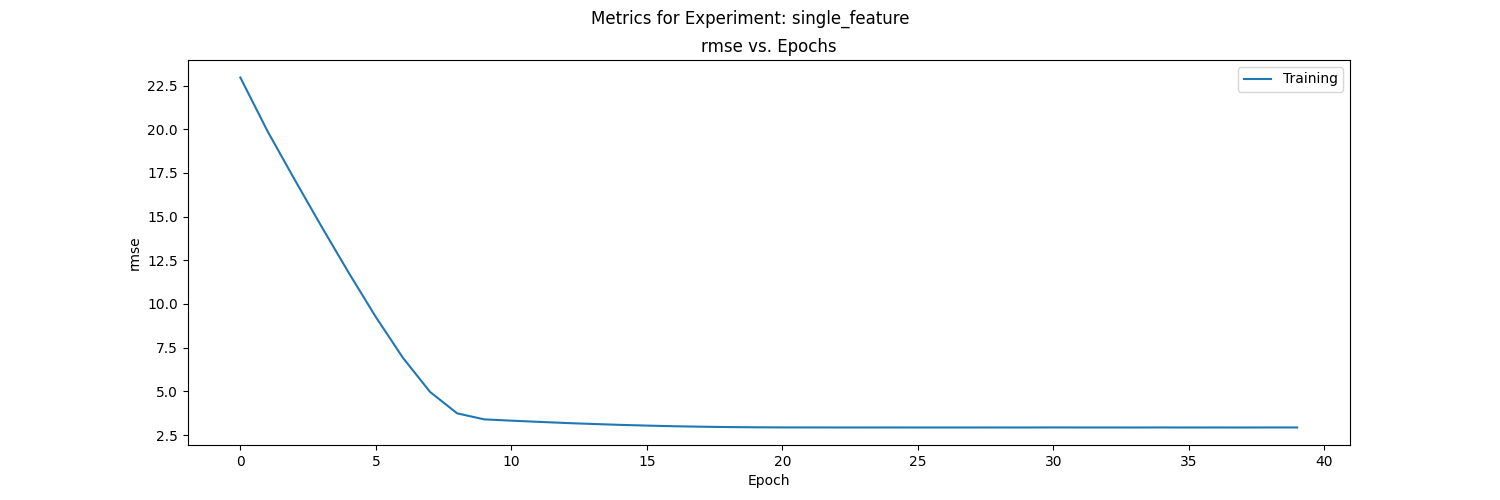 Metrics for Experiment: single_feature
rmse vs. Epochs
Training
22.5
20.0
17.5
15.0
12.5
10.0
7.5
5.0
2.5
rmse
0 5 10 15 20 25 30 35 40
Epoch